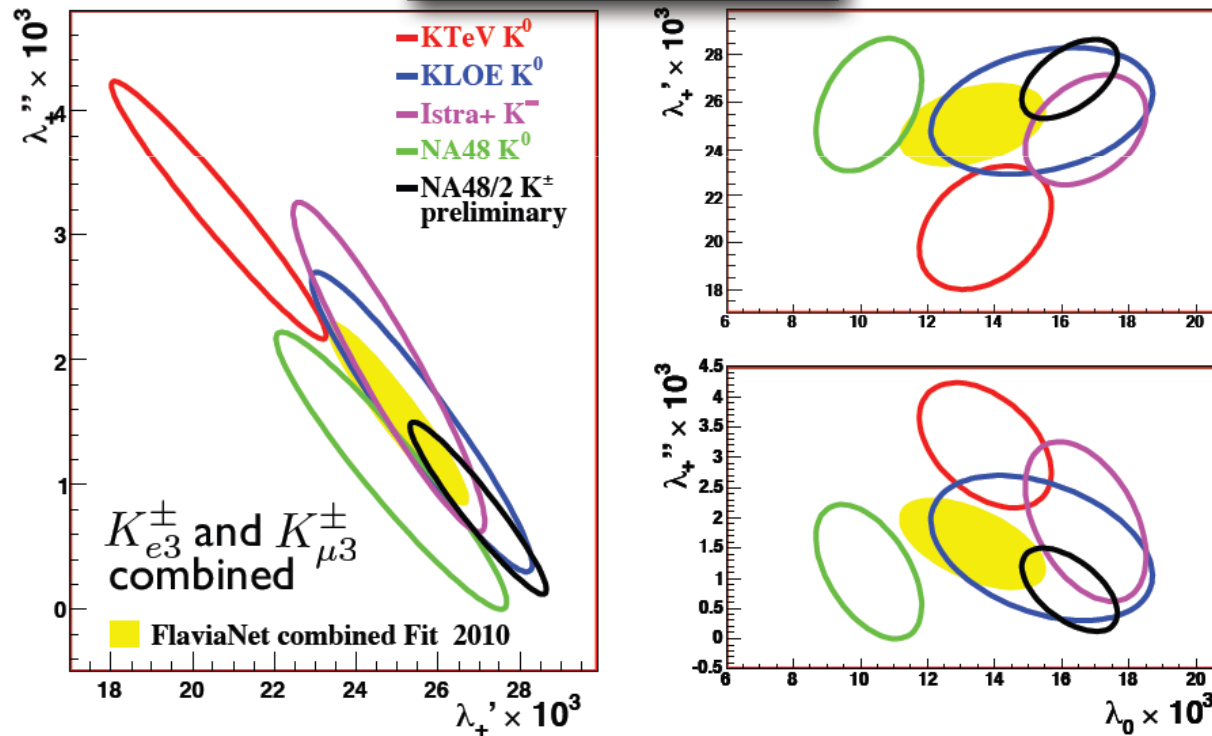 λ₊'' × 10³
4
3
2
1
0
KTeV K⁰
KLOE K⁰
Istra+ K⁻
NA48 K⁰
NA48/2 K±
preliminary
K±e3 and K±μ3
combined
FlaviaNet combined Fit 2010
18 20 22 24 26 28
λ₊' × 10³
λ₊' × 10³
28
26
24
22
20
18
6 8 10 12 14 16 18 20
λ₊'' × 10³
4.5
4
3.5
3
2.5
2
1.5
1
0.5
0
-0.5
6 8 10 12 14 16 18 20
λ₀ × 10³